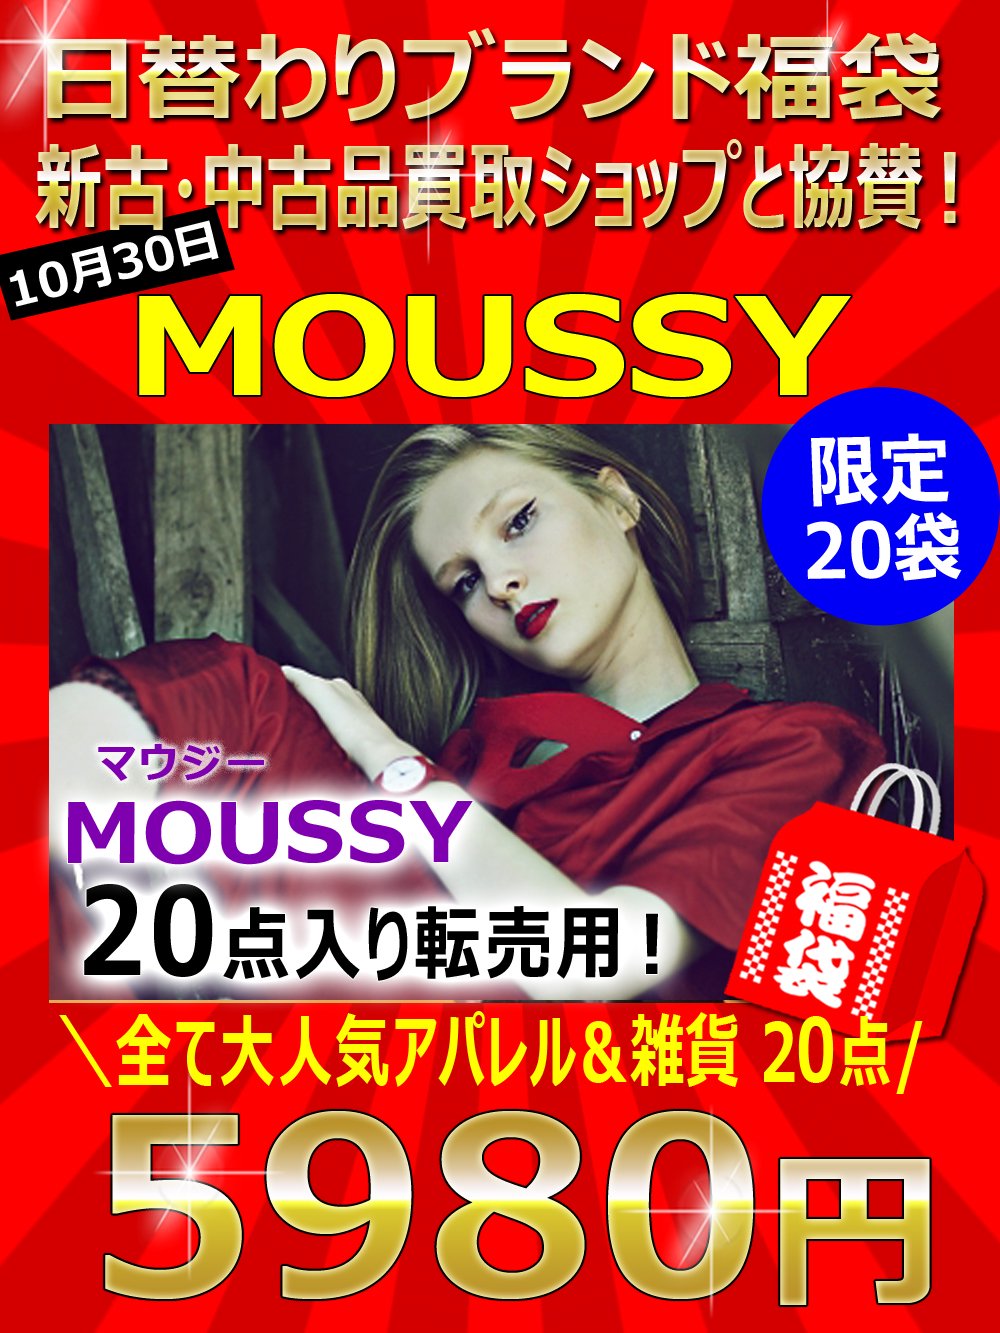 日替わりブランド福袋
新古・中古品買取ショップと協賛！
10月30日
MOUSSY
限定
20袋
マウジー
MOUSSY
20点入り転売用！
福袋
\全て大人気アパレル＆雑貨 20点/
5980円